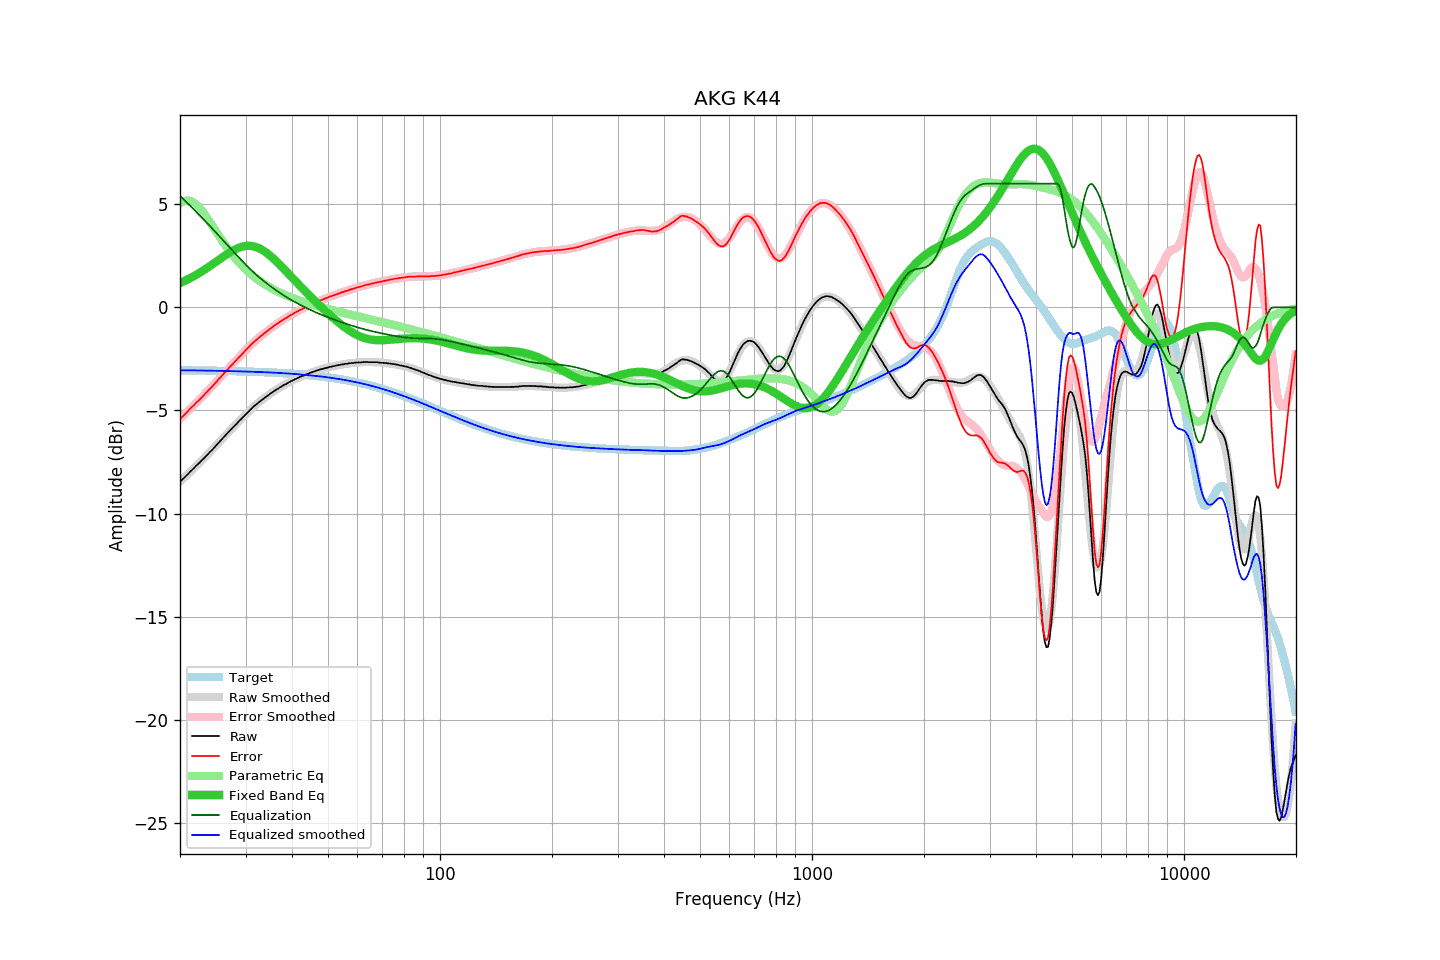 AKG K44
Amplitude (dBr)
5
0
−5
−10
−15
−20
−25
Target
Raw Smoothed
Error Smoothed
Raw
Error
Parametric Eq
Fixed Band Eq
Equalization
Equalized smoothed
100
1000
10000
Frequency (Hz)